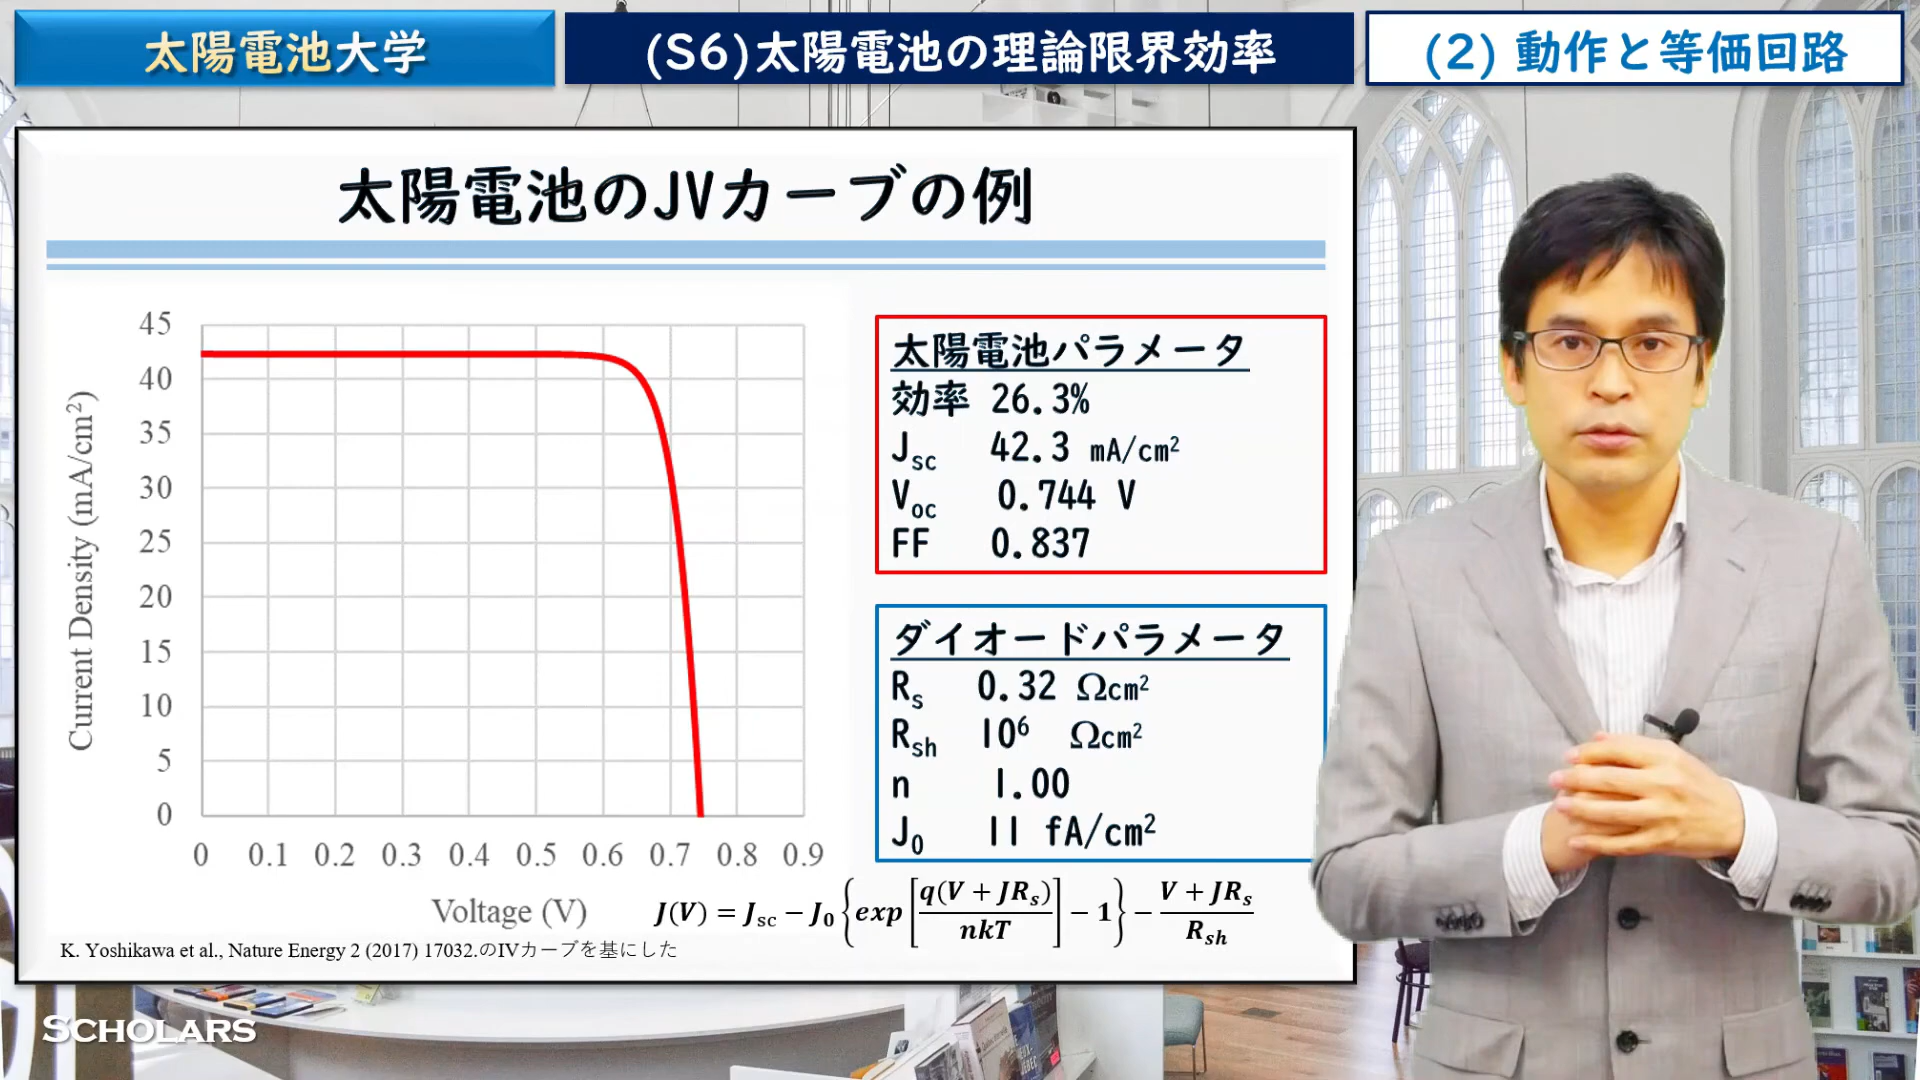 太陽電池大学
(S6)太陽電池の理論限界効率
(2) 動作と等価回路
太陽電池のJVカーブの例
45
40
35
30
25
20
15
10
5
0
Current Density (mA/cm²)
0 0.1 0.2 0.3 0.4 0.5 0.6 0.7 0.8 0.9
Voltage (V)
太陽電池パラメータ
効率 26.3%
Jsc 42.3 mA/cm²
Voc 0.744 V
FF 0.837
ダイオードパラメータ
Rs 0.32 Ωcm²
Rsh 10⁶ Ωcm²
n 1.00
J₀ 11 fA/cm²
J(V) = Jsc − J₀ {exp [q(V + JRs) / nkT] − 1} − (V + JRs) / Rsh
K. Yoshikawa et al., Nature Energy 2 (2017) 17032.のIVカーブを基にした
SCHOLARS